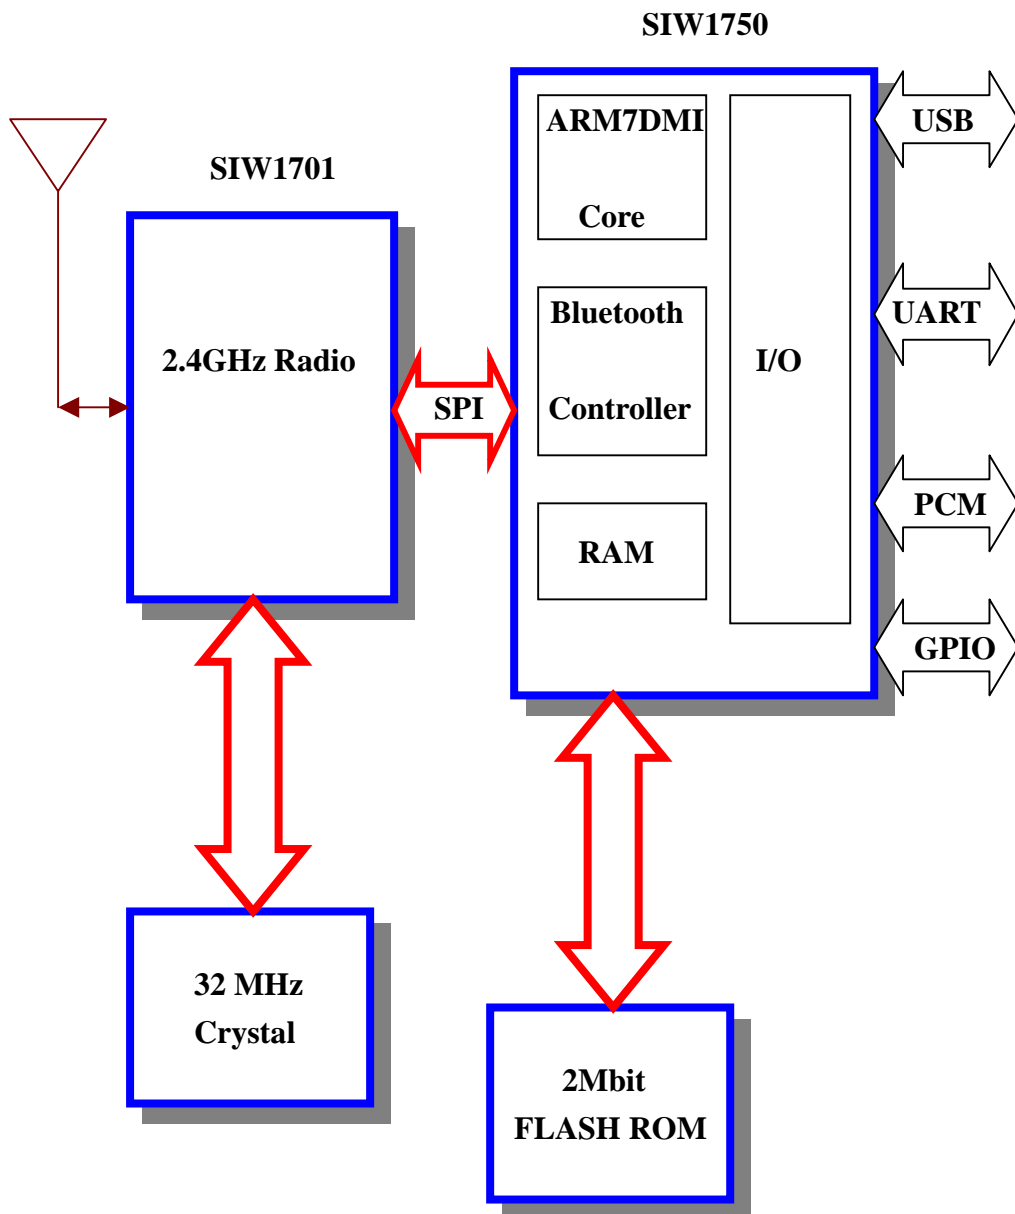 SIW1750
SIW1701
ARM7DMI
Core
Bluetooth
Controller
RAM
I/O
USB
UART
PCM
GPIO
2.4GHz Radio
SPI
32 MHz
Crystal
2Mbit
FLASH ROM